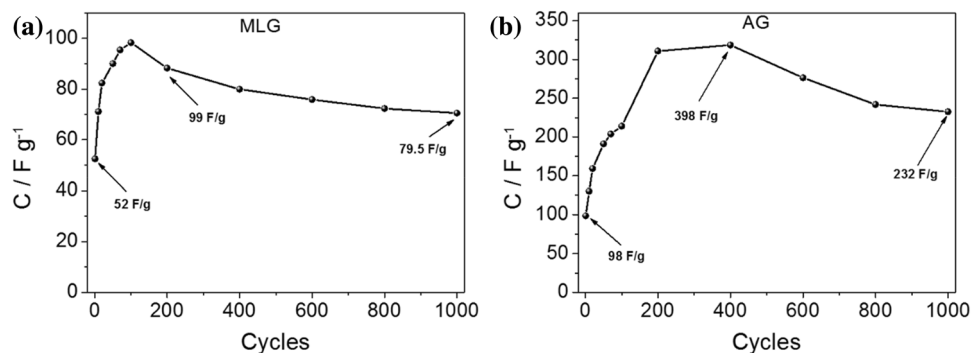 (a)
MLG
C / F g⁻¹
100
80
60
40
20
0
52 F/g
99 F/g
79.5 F/g
0 200 400 600 800 1000
Cycles
(b)
AG
C / F g⁻¹
350
300
250
200
150
100
50
0
98 F/g
398 F/g
232 F/g
0 200 400 600 800 1000
Cycles